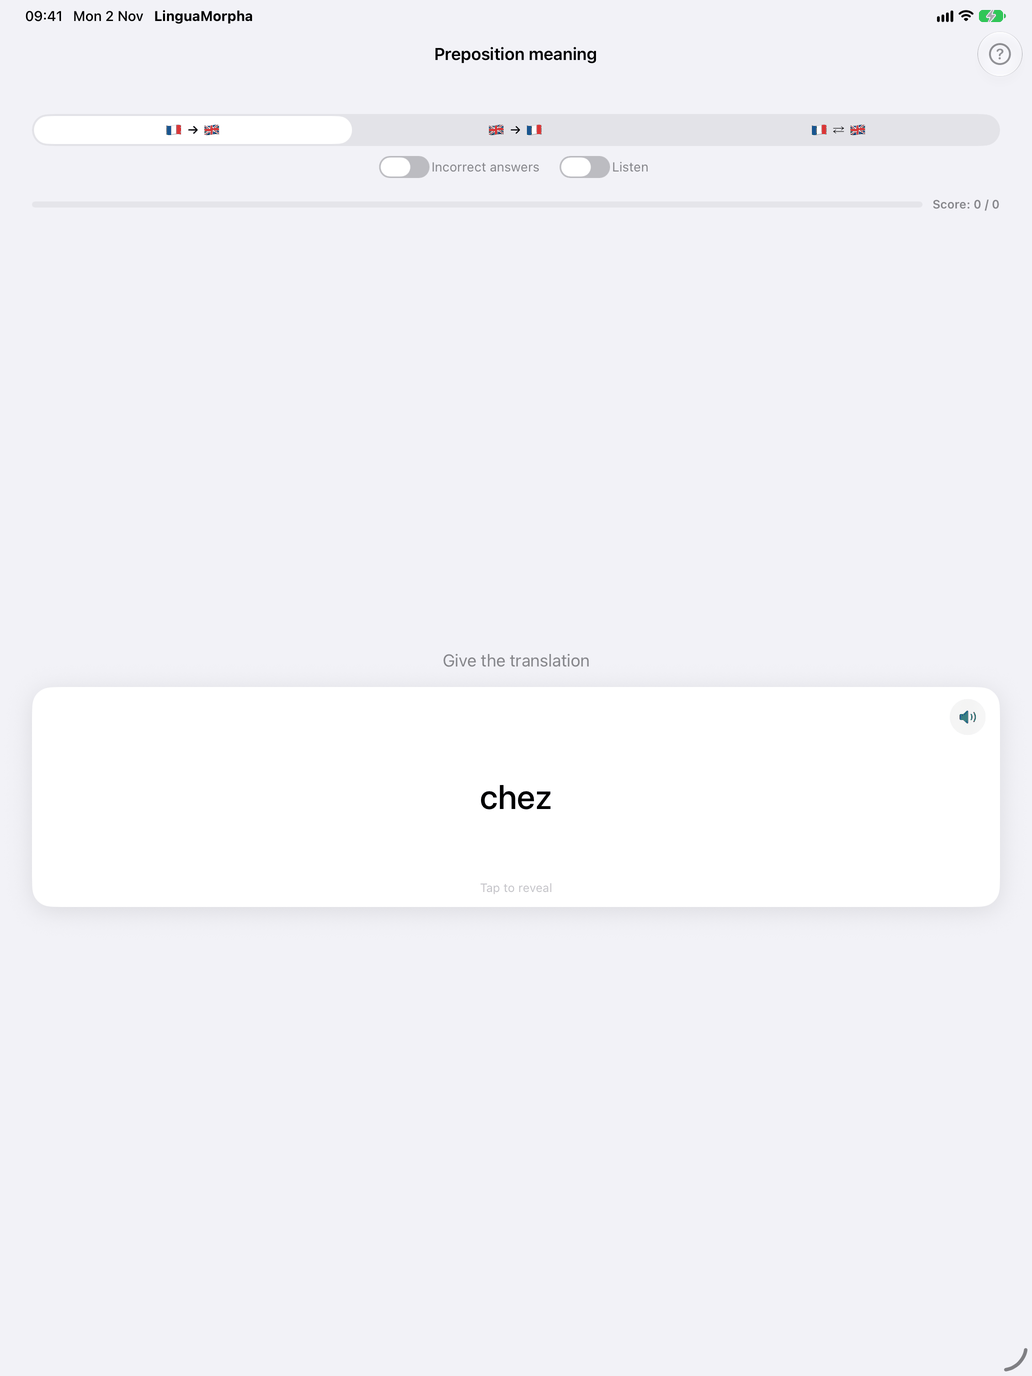 09:41 Mon 2 Nov LinguaMorpha
Preposition meaning
Incorrect answers Listen
Score: 0 / 0
Give the translation
chez
Tap to reveal